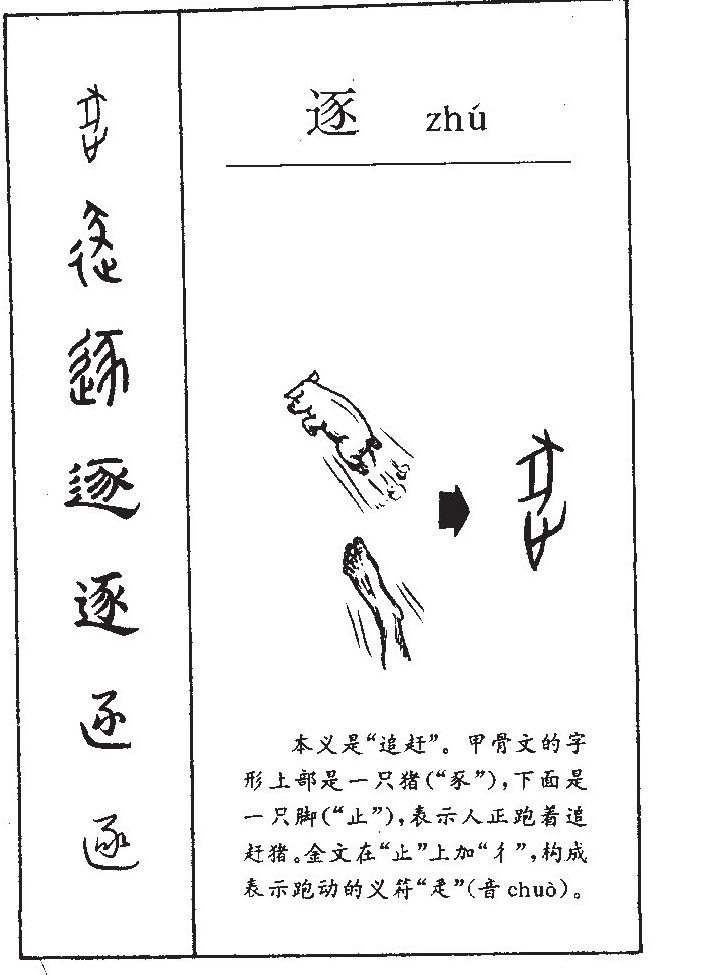 逐 zhú
本义是“追赶”。甲骨文的字
形上部是一只猪(“豕”),下面是
一只脚(“止”),表示人正跑着追
赶猪。金文在“止”上加“彳”,构成
表示跑动的义符“辵”(音chuò)。